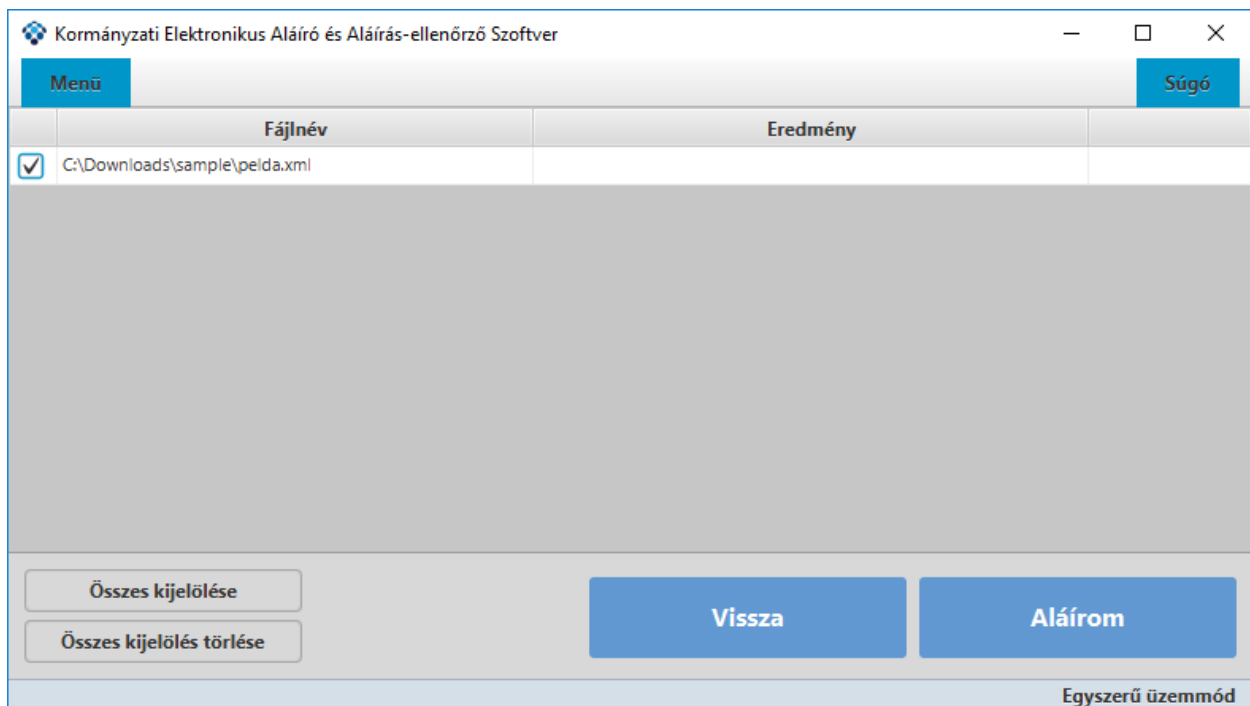 Kormányzati Elektronikus Aláíró és Aláírás-ellenőrző Szoftver
Menü
Súgó
Fájlnév
Eredmény
C:\Downloads\sample\pelda.xml
Összes kijelölése
Összes kijelölés törlése
Vissza
Aláírom
Egyszerű üzemmód